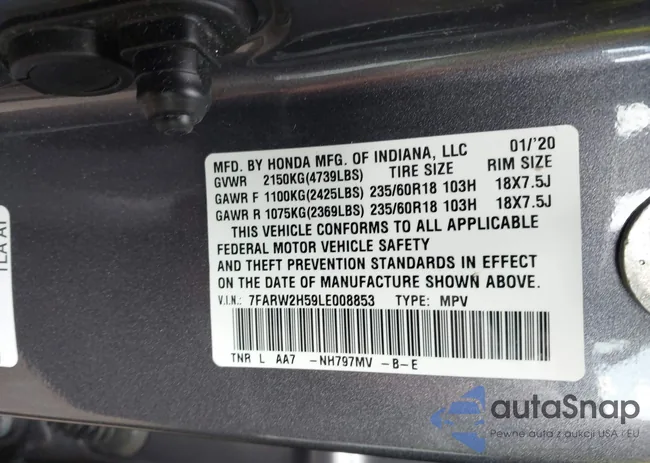 MFD. BY HONDA MFG. OF INDIANA, LLC 01/'20
GVWR 2150KG(4739LBS) TIRE SIZE RIM SIZE
GAWR F 1100KG(2425LBS) 235/60R18 103H 18X7.5J
GAWR R 1075KG(2369LBS) 235/60R18 103H 18X7.5J
THIS VEHICLE CONFORMS TO ALL APPLICABLE
FEDERAL MOTOR VEHICLE SAFETY
AND THEFT PREVENTION STANDARDS IN EFFECT
ON THE DATE OF MANUFACTURE SHOWN ABOVE.
V.I.N.: 7FARW2H59LE008853 TYPE: MPV
TNR L AA7 -NH797MV -B-E
autaSnap
Pewne auta z aukcji USA i EU